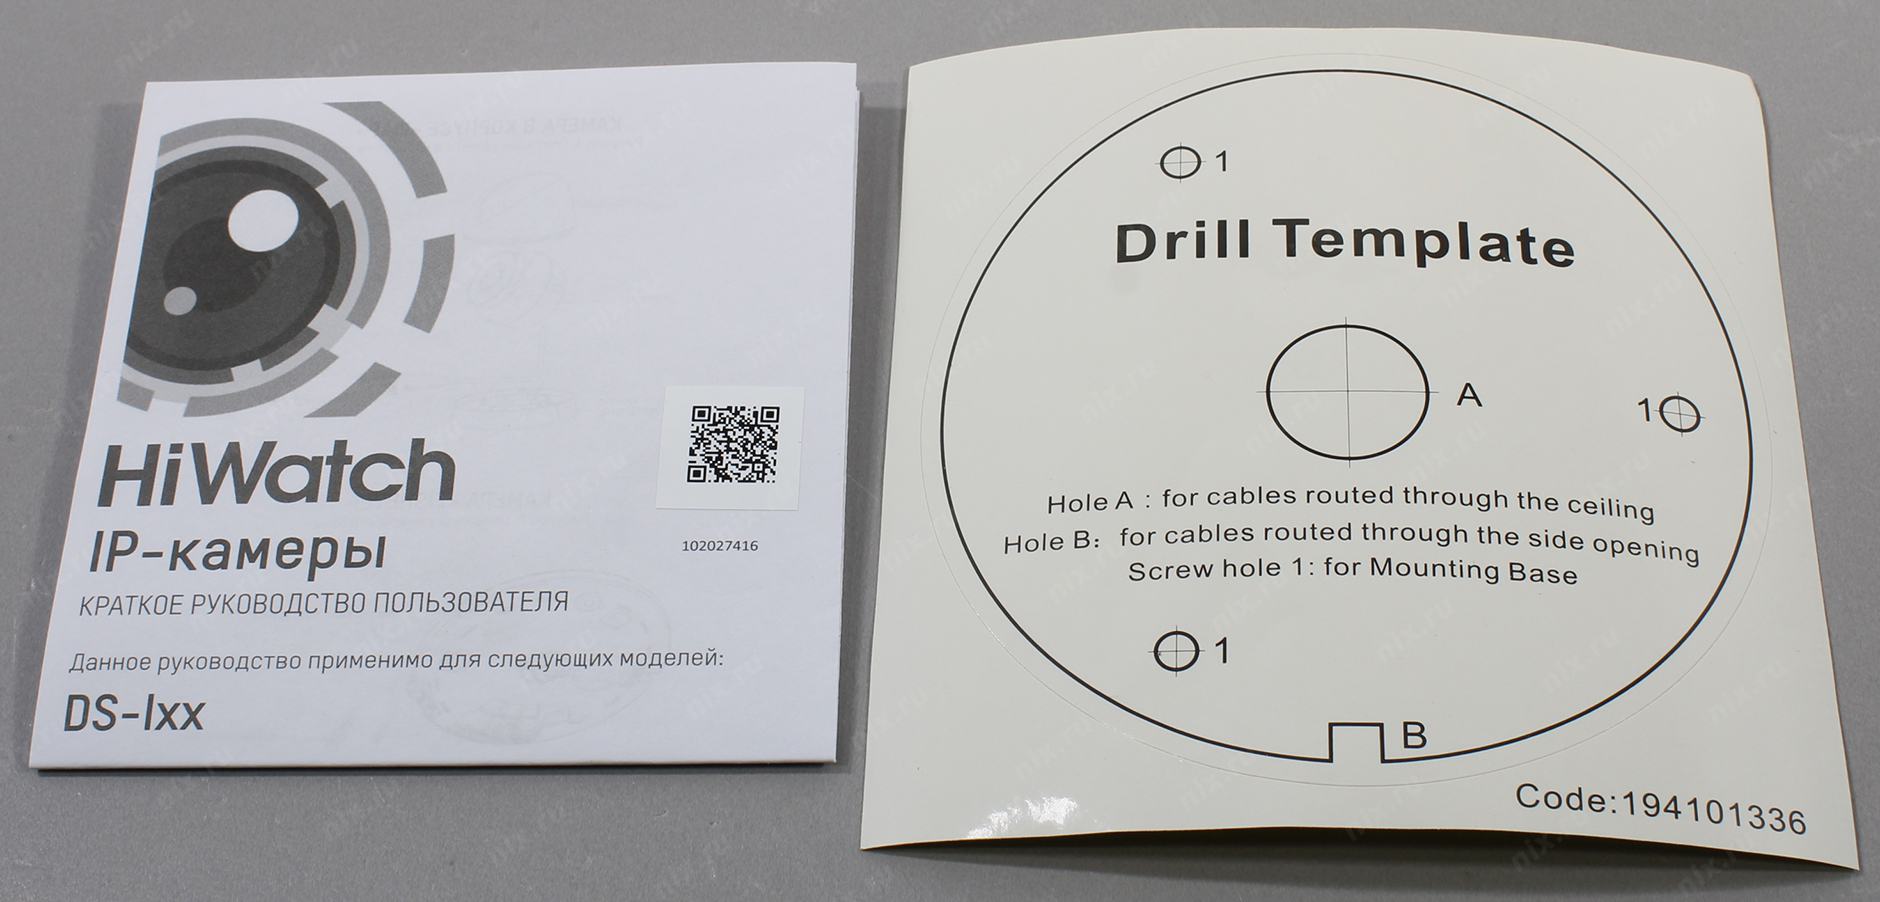 HiWatch
IP-камеры
КРАТКОЕ РУКОВОДСТВО ПОЛЬЗОВАТЕЛЯ
Данное руководство применимо для следующих моделей:
DS-Ixx
102027416
1
Drill Template
A
1
Hole A : for cables routed through the ceiling
Hole B: for cables routed through the side opening
Screw hole 1: for Mounting Base
1
B
Code:194101336
nix.ru